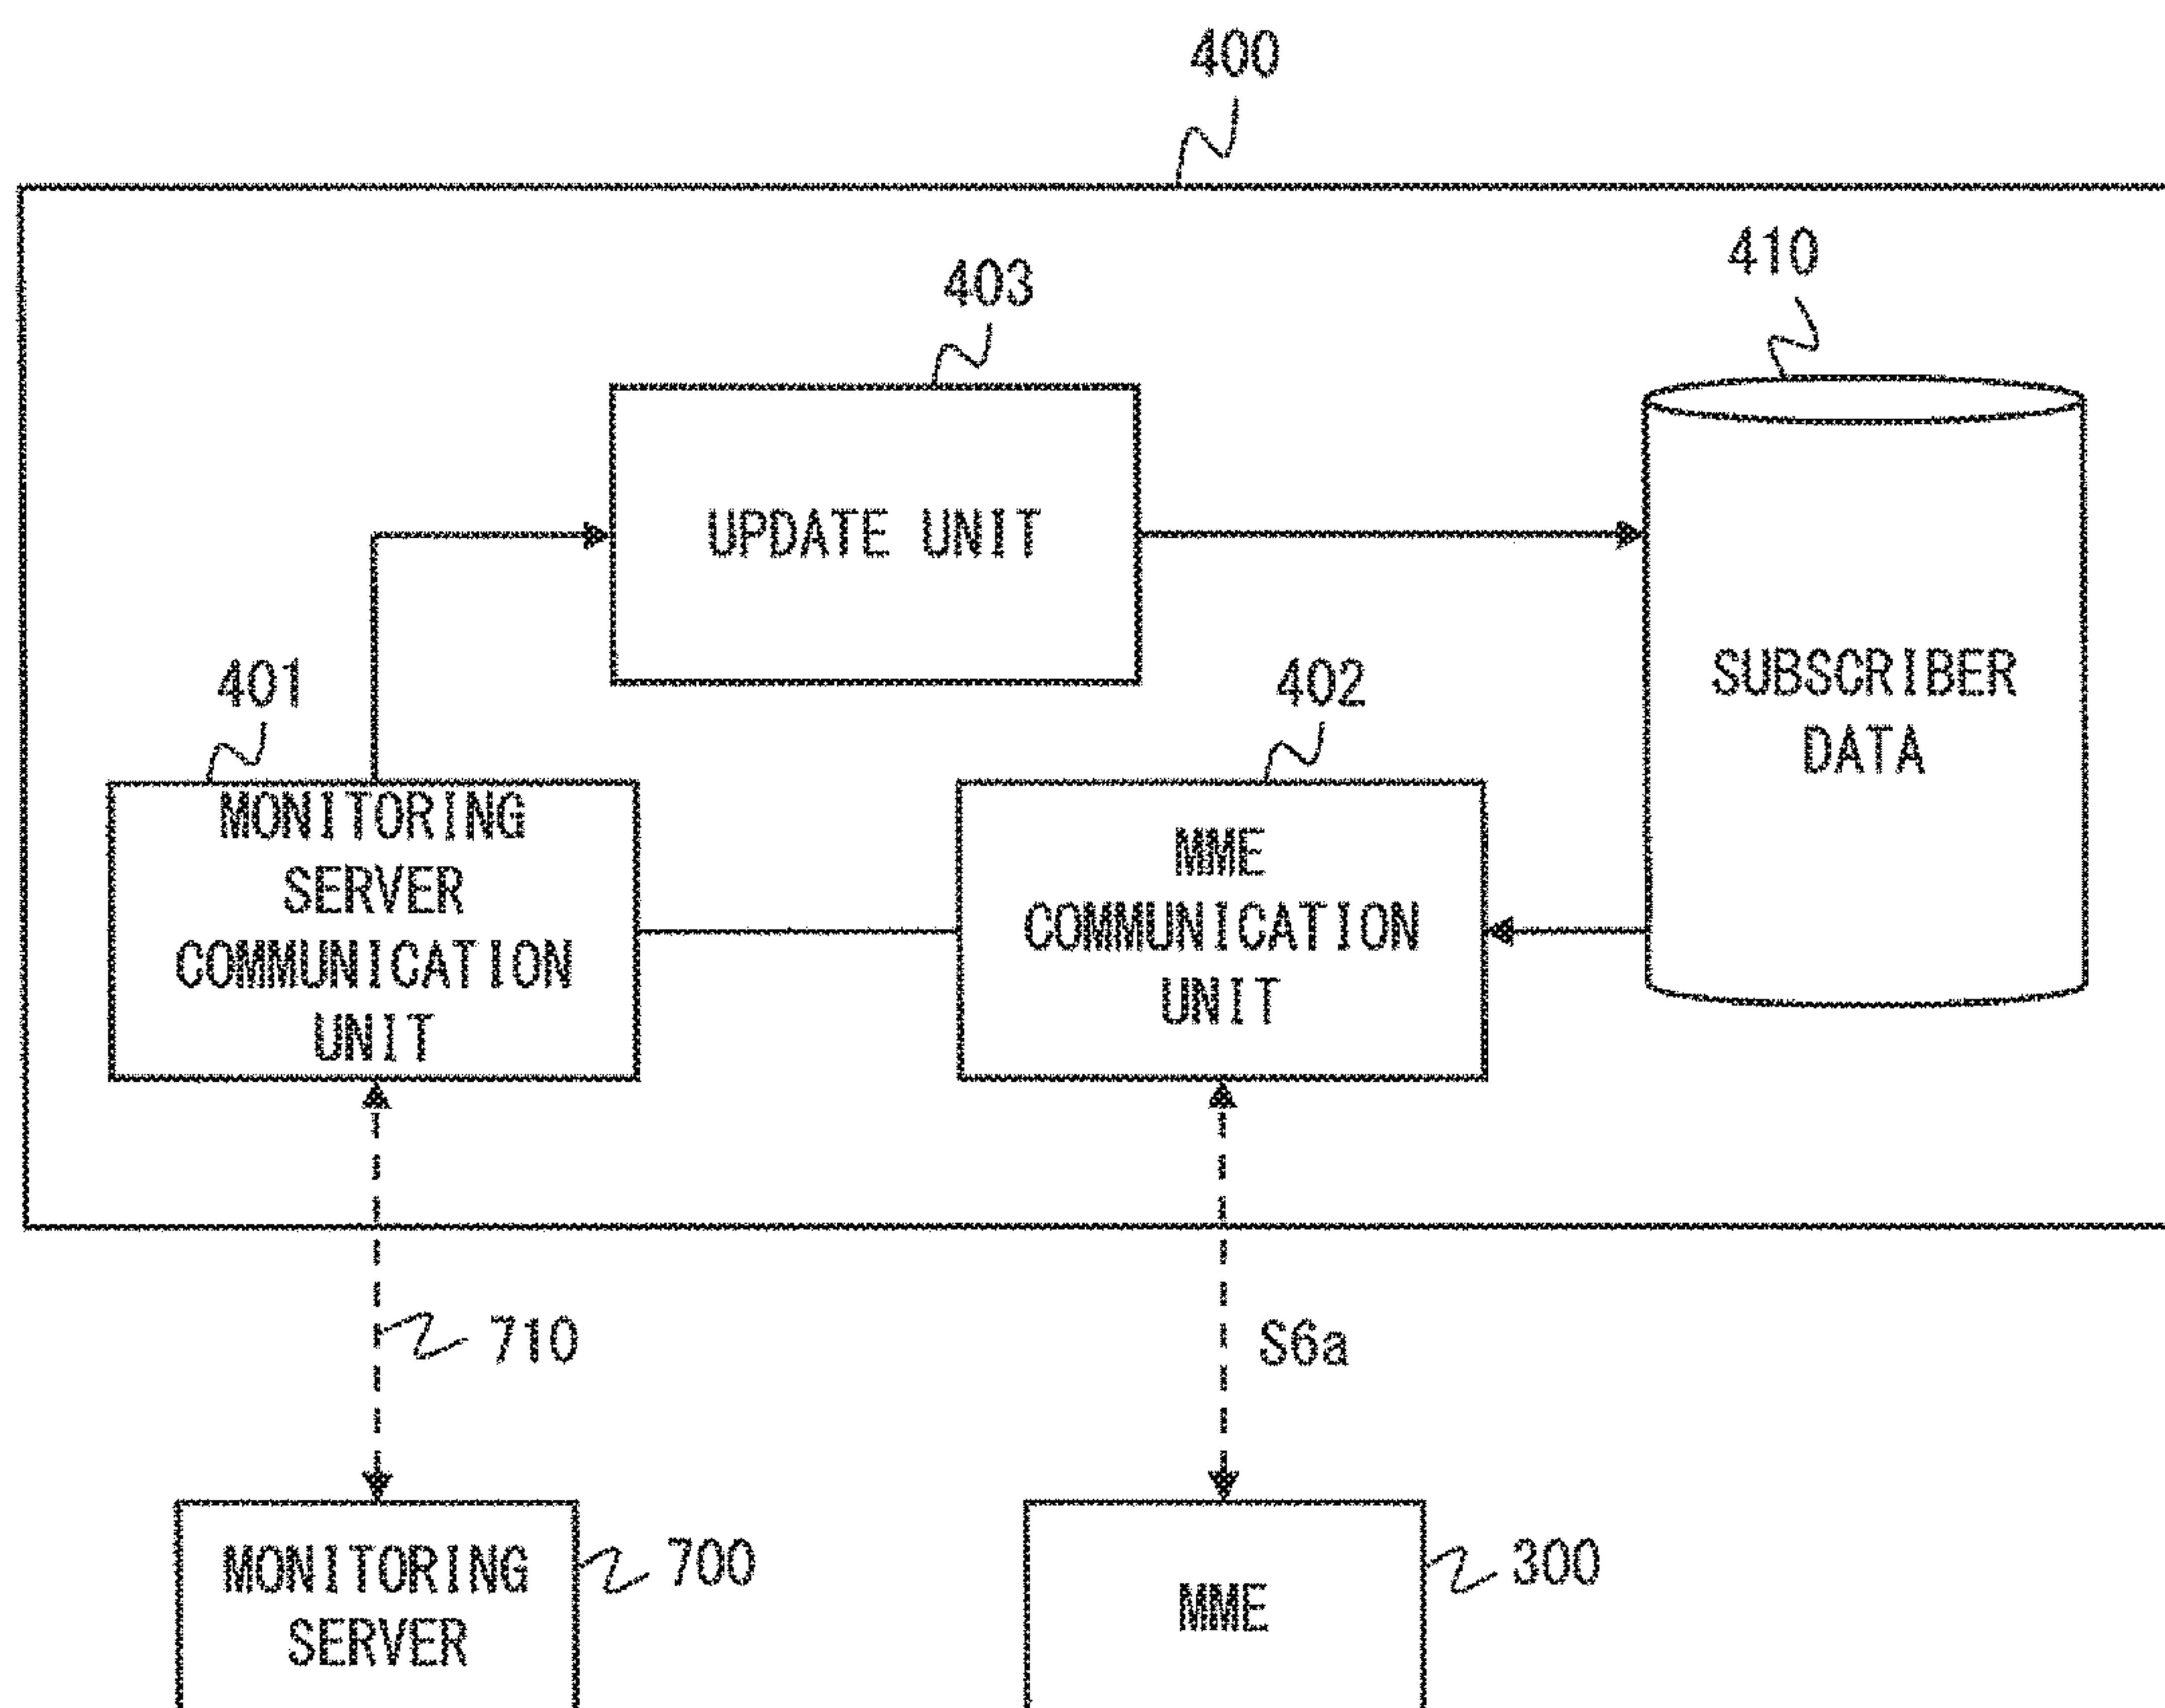 400
410
403
UPDATE UNIT
SUBSCRIBER
DATA
401
402
MONITORING
SERVER
COMMUNICATION
UNIT
MME
COMMUNICATION
UNIT
710
S6a
MONITORING
SERVER
700
MME
300